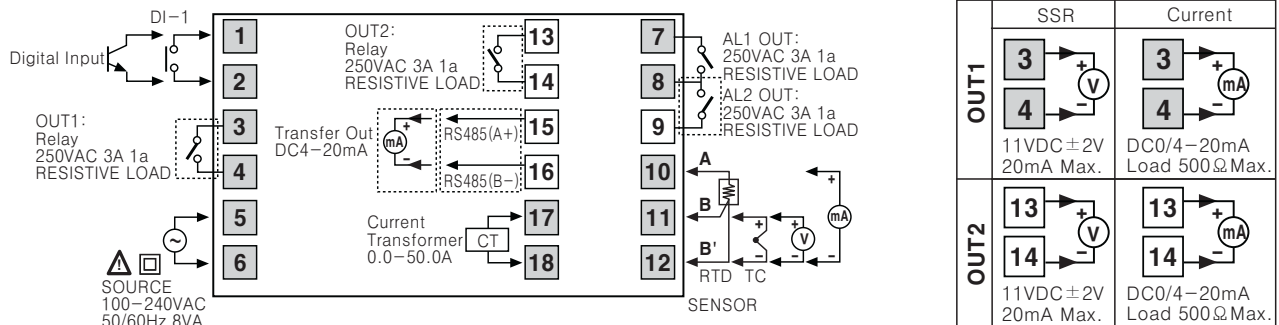 DI-1
Digital Input
1
2
OUT1:
Relay
250VAC 3A 1a
RESISTIVE LOAD
3
4
5
6
SOURCE
100-240VAC
50/60Hz 8VA
OUT2:
Relay
250VAC 3A 1a
RESISTIVE LOAD
13
14
Transfer Out
DC4-20mA
+
mA
-
RS485(A+)
RS485(B-)
15
16
Current
Transformer
0.0-50.0A
CT
17
18
7
8
9
AL1 OUT:
250VAC 3A 1a
RESISTIVE LOAD
AL2 OUT:
250VAC 3A 1a
RESISTIVE LOAD
10
11
12
A
B
B'
RTD
+
-
TC
+
V
-
+
mA
-
SENSOR
SSR
Current
OUT1
3
4
+
V
-
11VDC±2V
20mA Max.
3
4
+
mA
-
DC0/4-20mA
Load 500ΩMax.
OUT2
13
14
+
V
-
11VDC±2V
20mA Max.
13
14
+
mA
-
DC0/4-20mA
Load 500ΩMax.